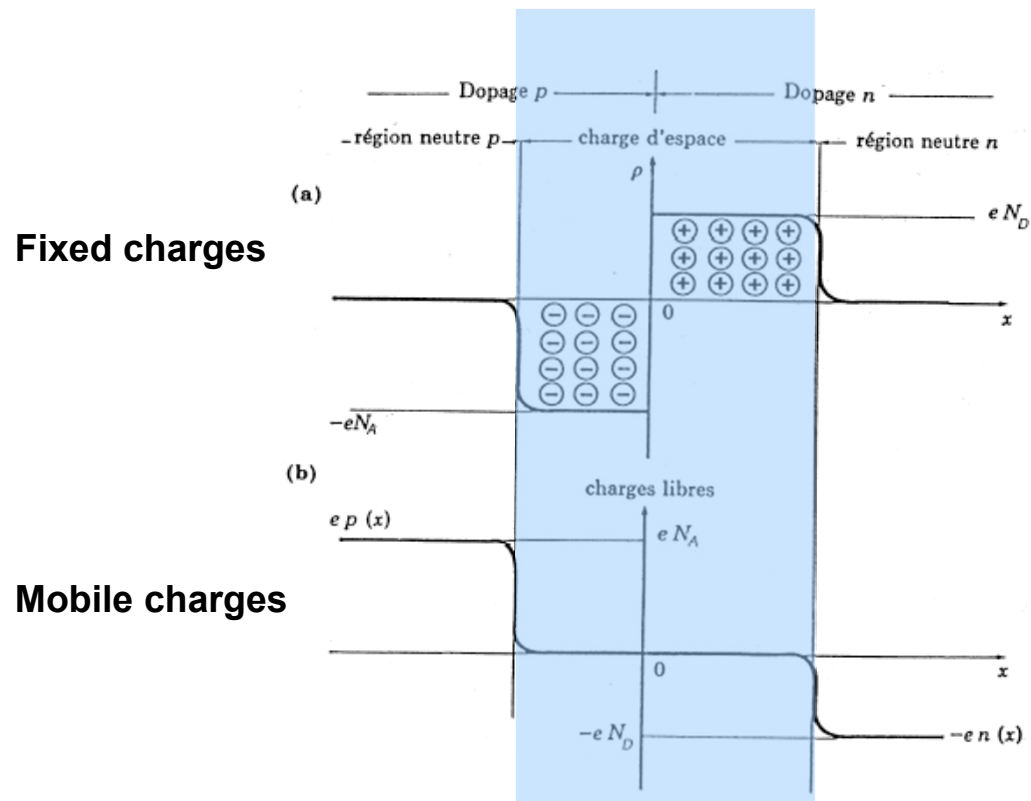 Dopage p
Dopage n
région neutre p
charge d'espace
région neutre n
ρ
(a)
e N_D
Fixed charges
+ + + +
+ + + +
+ + + +
0
x
− − −
− − −
− − −
− − −
−eN_A
(b)
charges libres
e p (x)
e N_A
Mobile charges
0
x
−e N_D
−e n (x)